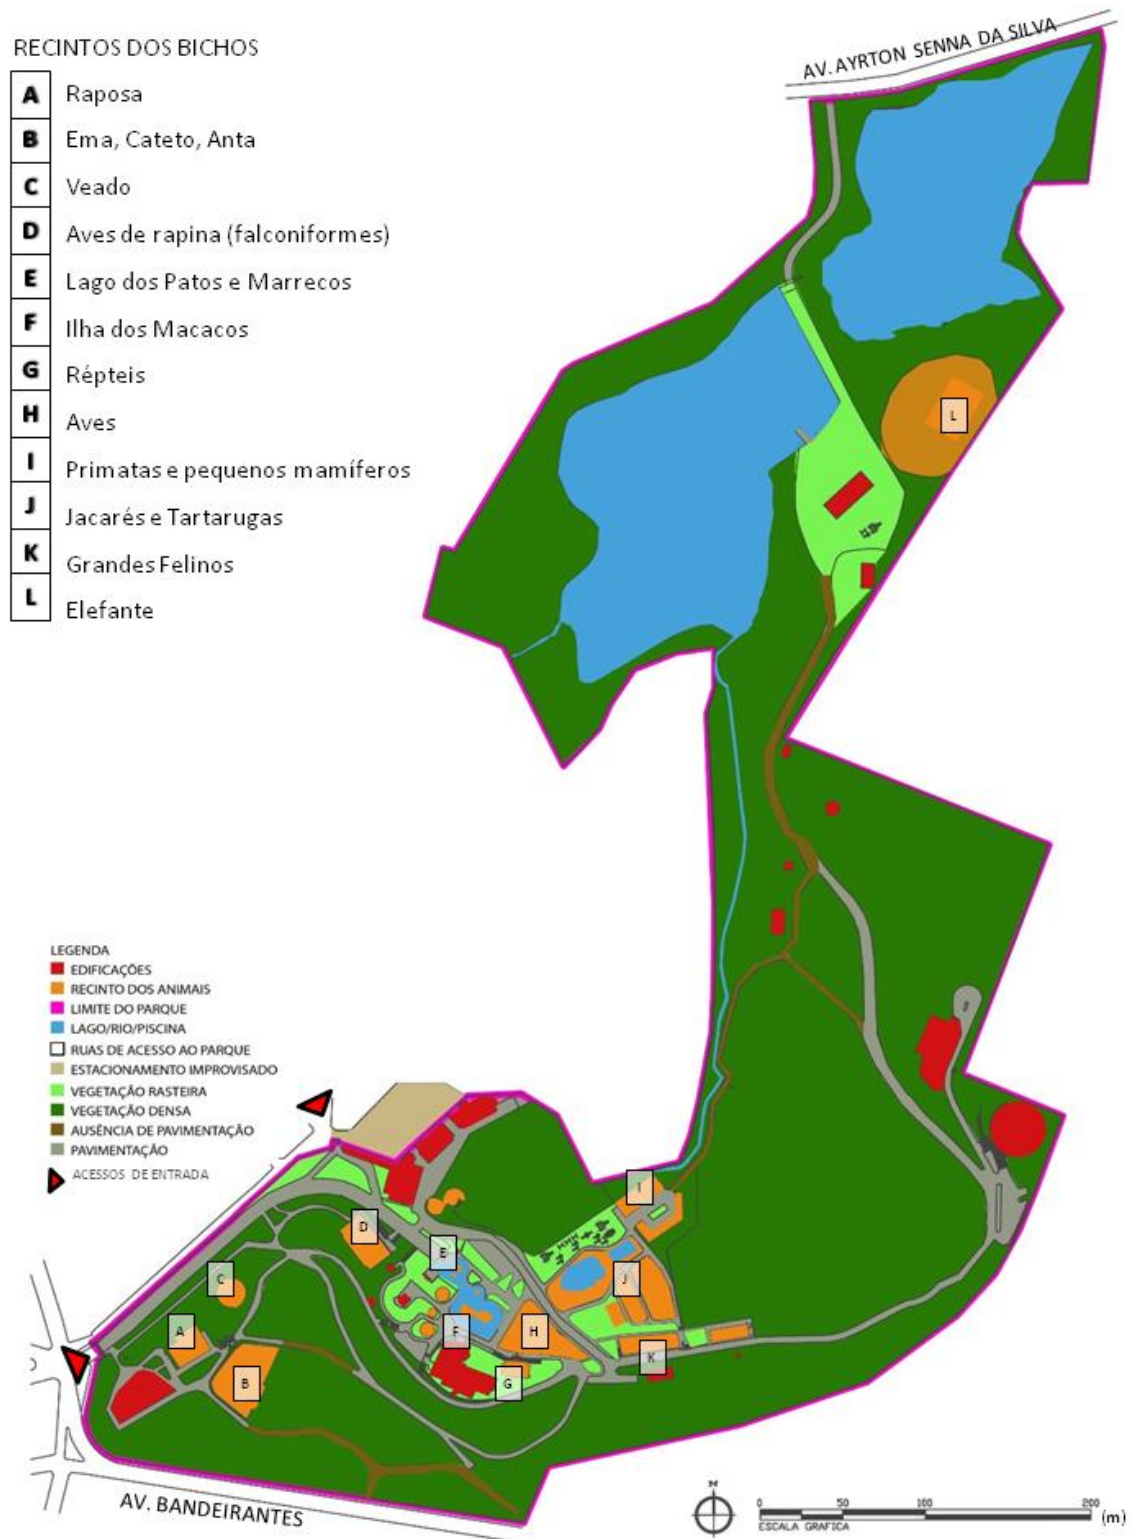 AV. AYRTON SENNA DA SILVA
RECINTOS DOS BICHOS
A Raposa
B Ema, Cateto, Anta
C Veado
D Aves de rapina (falconiformes)
E Lago dos Patos e Marrecos
F Ilha dos Macacos
G Répteis
H Aves
I Primatas e pequenos mamíferos
J Jacarés e Tartarugas
K Grandes Felinos
L Elefante
L
LEGENDA
EDIFICAÇÕES
RECINTO DOS ANIMAIS
LIMITE DO PARQUE
LAGO/RIO/PISCINA
RUAS DE ACESSO AO PARQUE
ESTACIONAMENTO IMPROVISADO
VEGETAÇÃO RASTEIRA
VEGETAÇÃO DENSA
AUSÊNCIA DE PAVIMENTAÇÃO
PAVIMENTAÇÃO
ACESSOS DE ENTRADA
I
D
E
C
J
A
F
H
K
B
G
AV. BANDEIRANTES
N
0 50 100 200 (m)
ESCALA GRAFICA